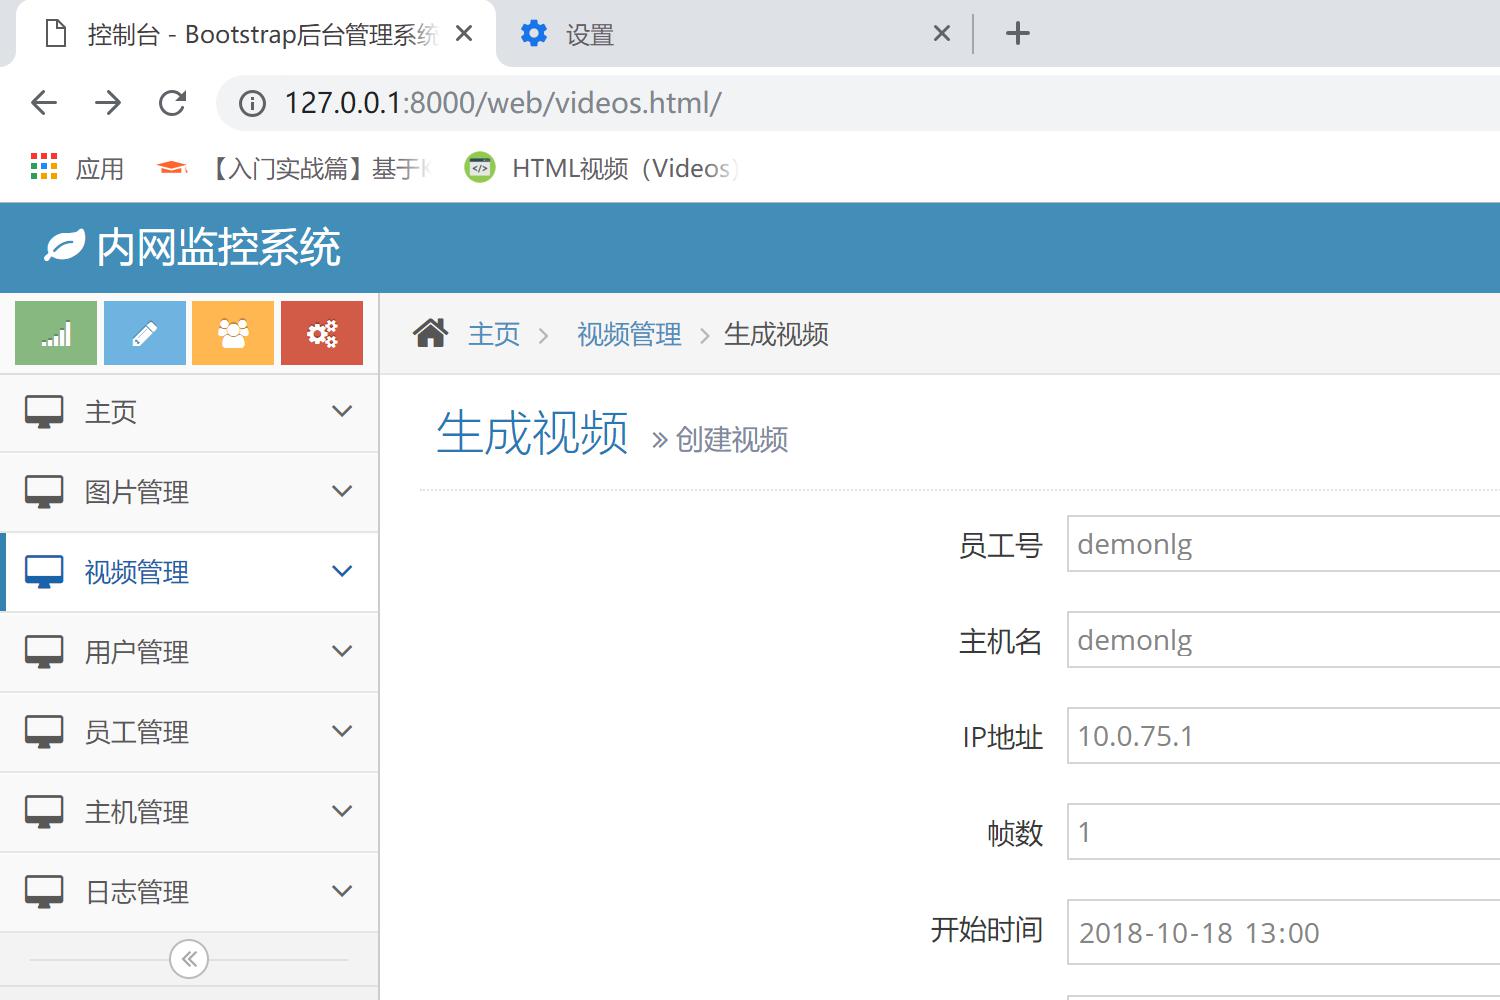 控制台 - Bootstrap后台管理系统
设置
127.0.0.1:8000/web/videos.html/
应用
【入门实战篇】基于
HTML视频（Videos）
内网监控系统
主页
视频管理
生成视频
主页
图片管理
视频管理
用户管理
员工管理
主机管理
日志管理
生成视频
创建视频
员工号 demonlg
主机名 demonlg
IP地址 10.0.75.1
帧数 1
开始时间 2018-10-18 13:00